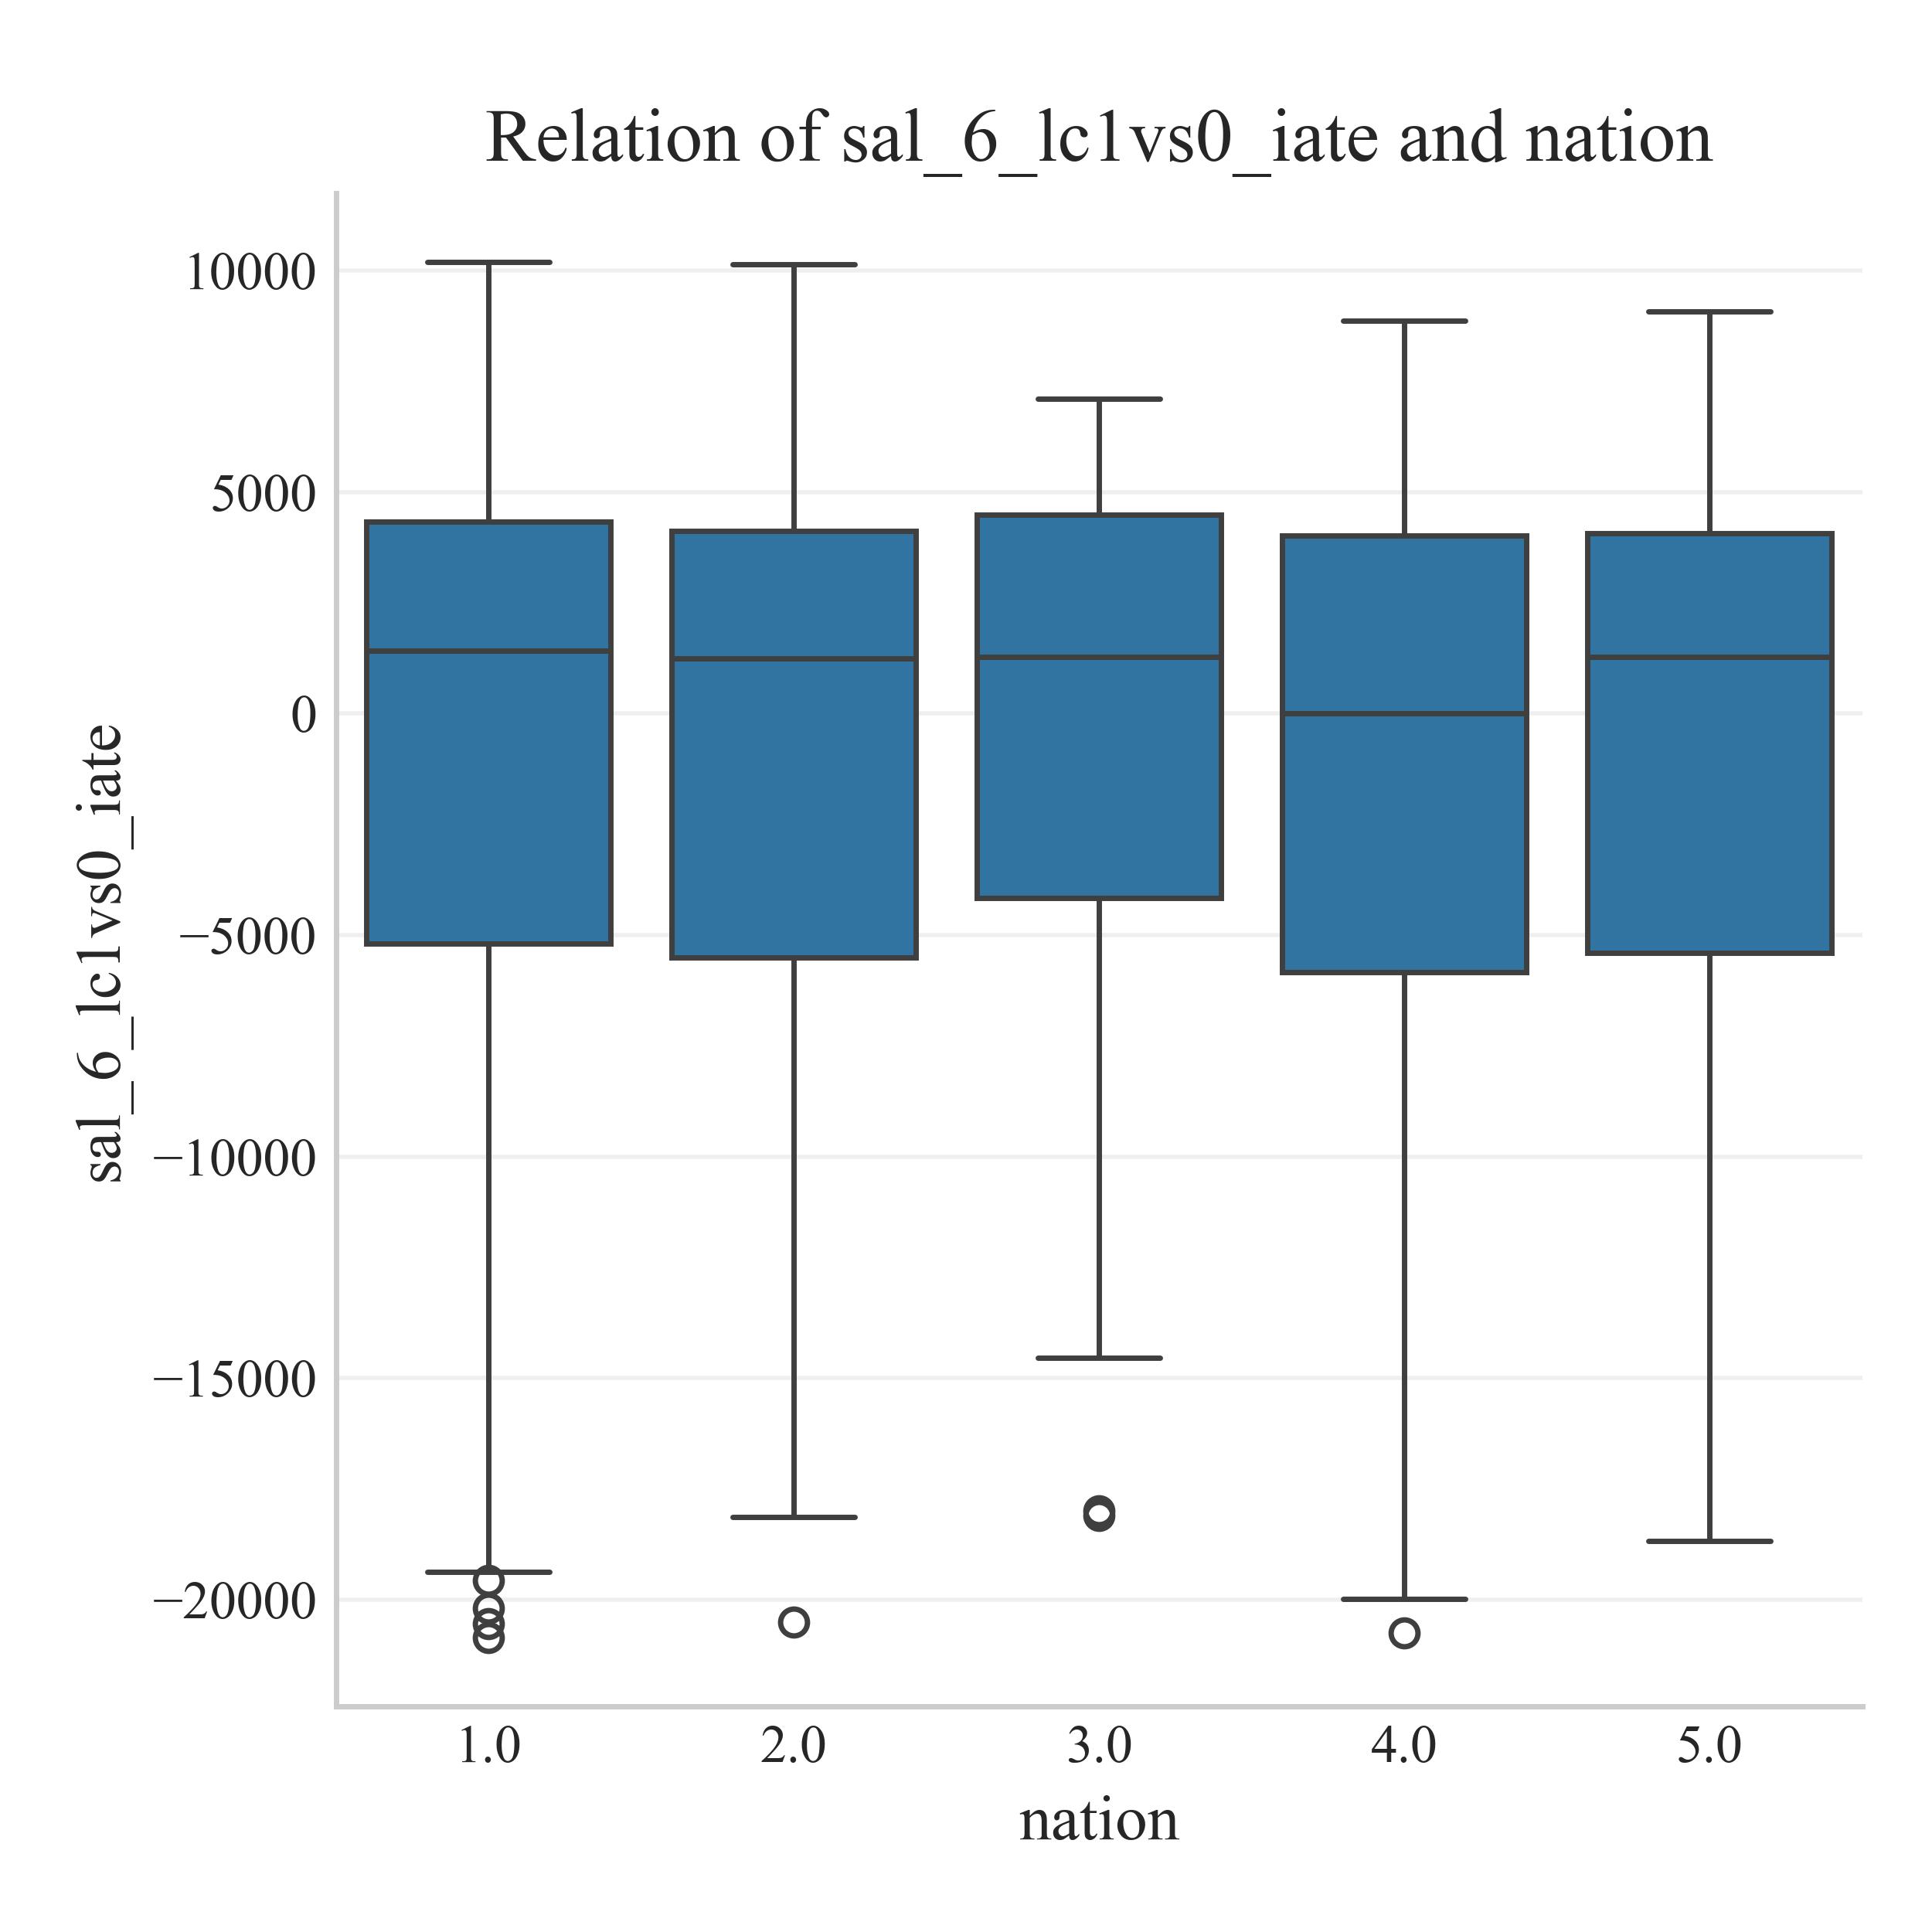 Relation of sal_6_lc1vs0_iate and nation
sal_6_lc1vs0_iate
10000
5000
0
−5000
−10000
−15000
−20000
1.0 2.0 3.0 4.0 5.0
nation